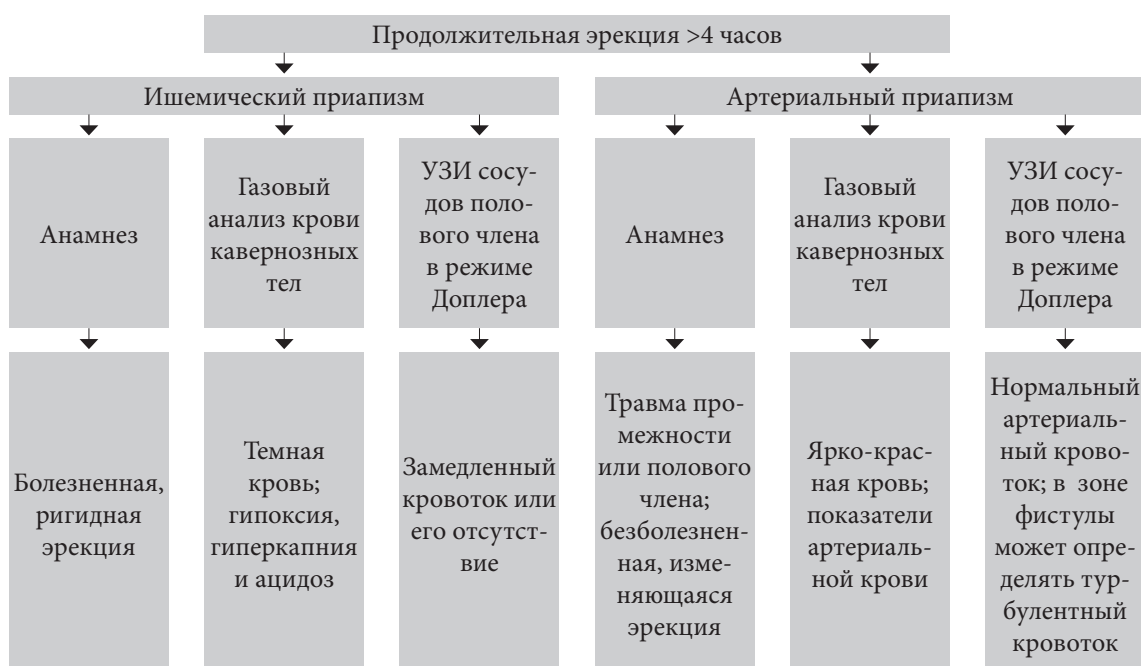 Продолжительная эрекция >4 часов
Ишемический приапизм
Артериальный приапизм
Анамнез
Газовый
анализ крови
кавернозных
тел
УЗИ сосу-
дов поло-
вого члена
в режиме
Доплера
Анамнез
Газовый
анализ крови
кавернозных
тел
УЗИ сосу-
дов поло-
вого члена
в режиме
Доплера
Болезненная,
ригидная
эрекция
Темная
кровь;
гипоксия,
гиперкапния
и ацидоз
Замедленный
кровоток или
его отсутст-
вие
Травма про-
межности
или полового
члена;
безболезнен-
ная, изме-
няющаяся
эрекция
Ярко-крас-
ная кровь;
показатели
артериаль-
ной крови
Нормальный
артериаль-
ный крово-
ток; в зоне
фистулы
может опре-
делять тур-
булентный
кровоток